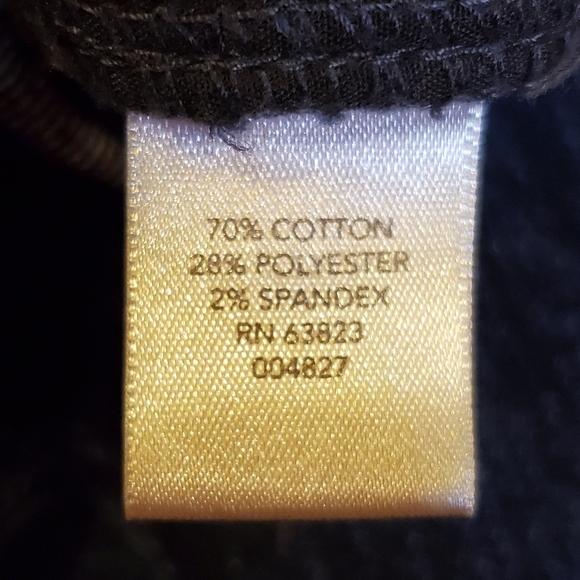 70% COTTON
28% POLYESTER
2% SPANDEX
RN 63823
004827